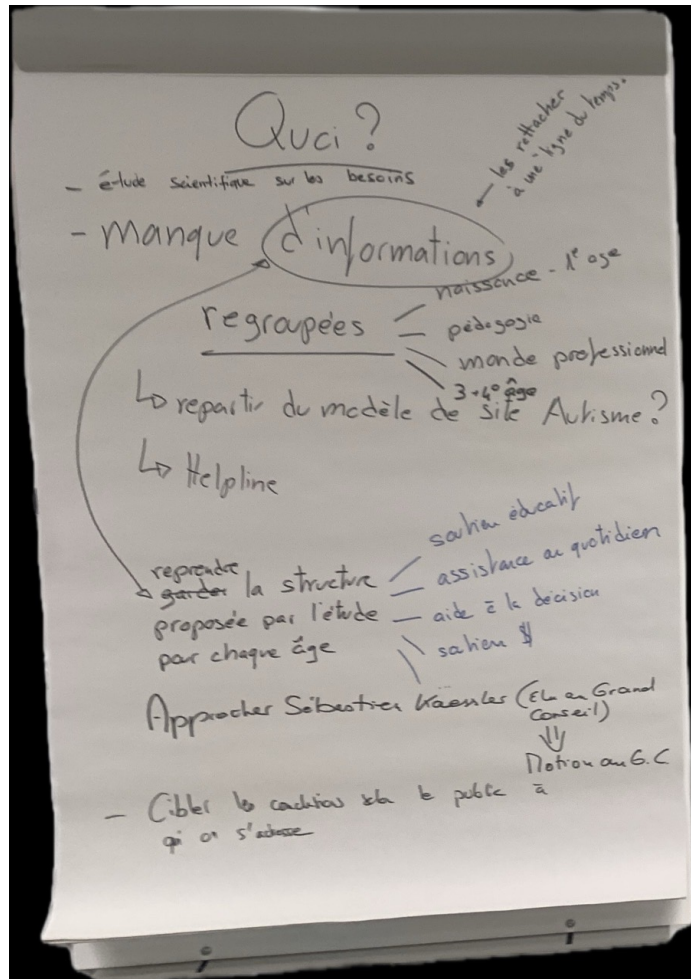 Quoi ?
les rattacher
à une ligne du temps.
- étude scientifique sur les besoins
- manque d'informations
naissance - 1e age
regroupées
pédagogie
monde professionnel
3+4e âge
↳ repartir du modèle de site Autisme ?
↳ Helpline
soutien éducatif
assistance au quotidien
reprendre
garder la structure
proposée par l'étude
par chaque âge
aide à la décision
soutien $
Approcher Sébastien (Elu au Grand
Conseil)
⇓
Motion au G.C
- Cibler les selon le public à
qui on s'adresse